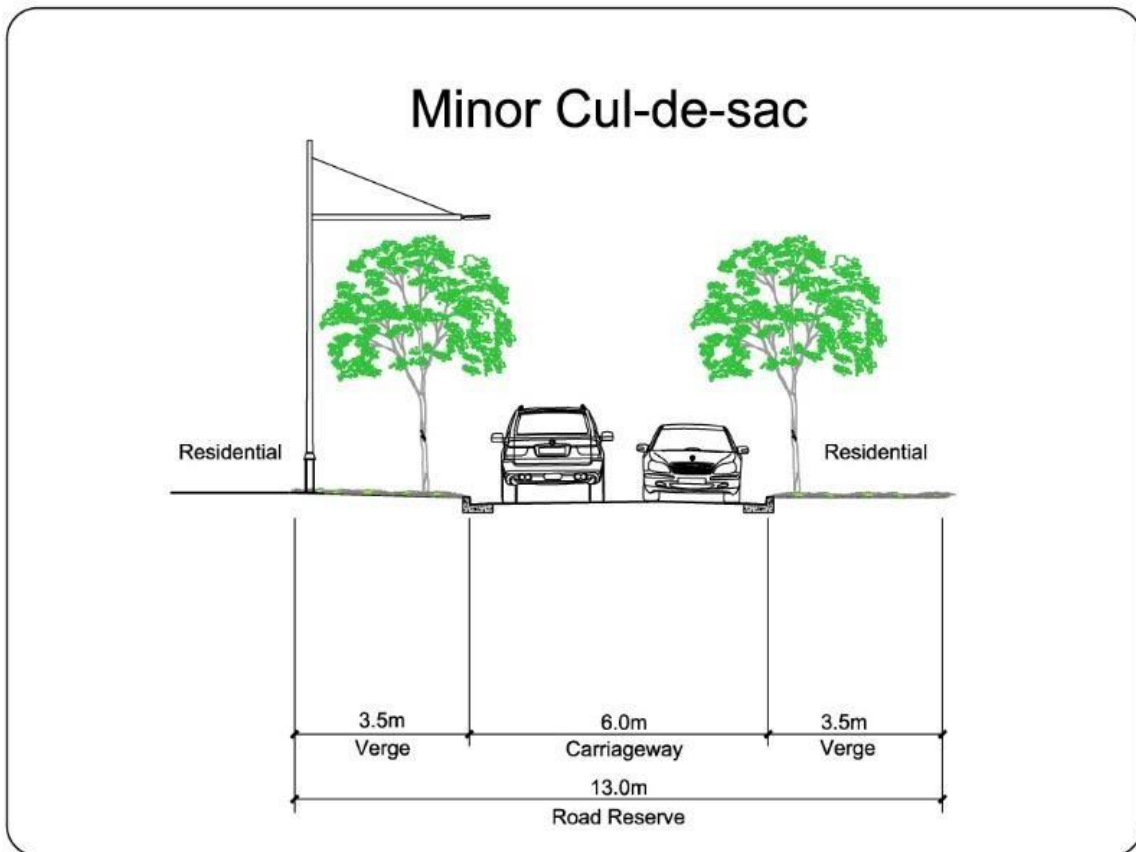 Minor Cul-de-sac
Residential
Residential
3.5m
6.0m
3.5m
Verge
Carriageway
Verge
13.0m
Road Reserve